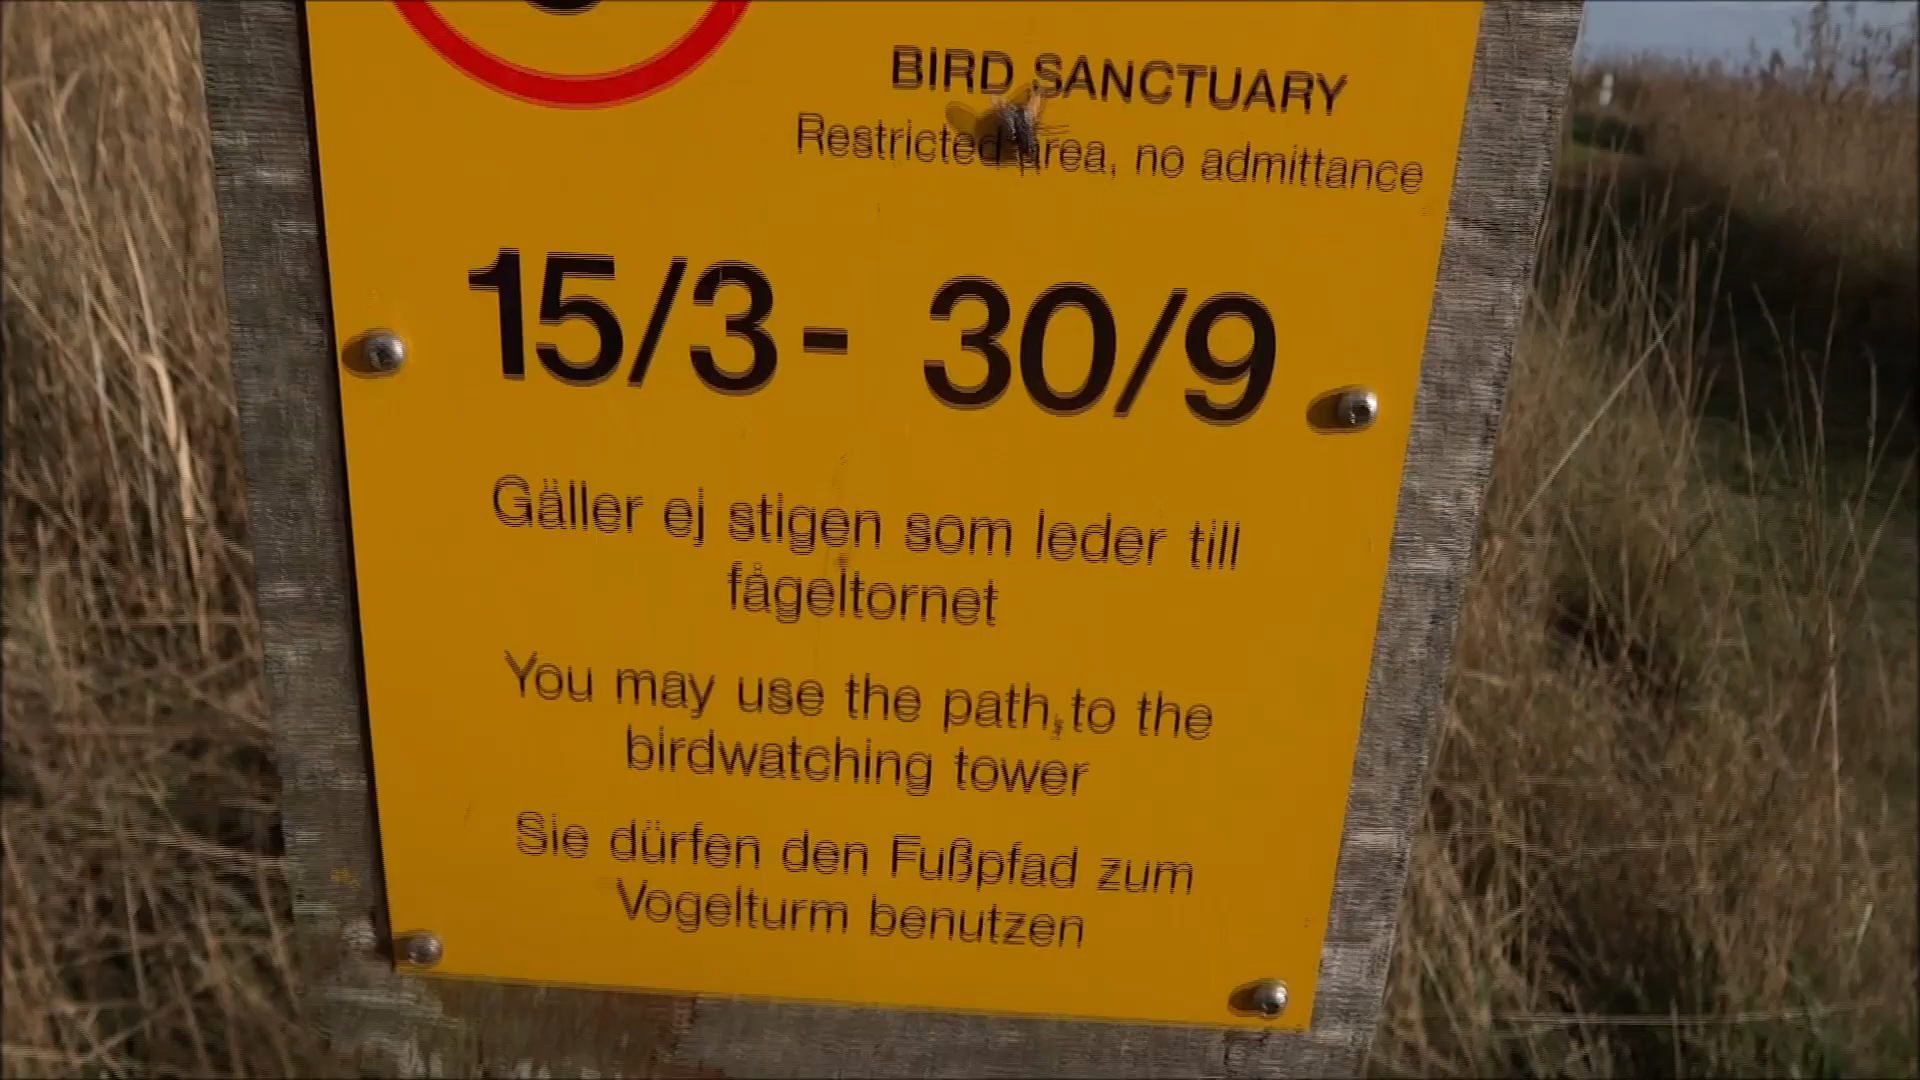 BIRD SANCTUARY
Restricted area, no admittance
15/3- 30/9
Gäller ej stigen som leder till
fågeltornet
You may use the path to the
birdwatching tower
Sie dürfen den Fußpfad zum
Vogelturm benutzen